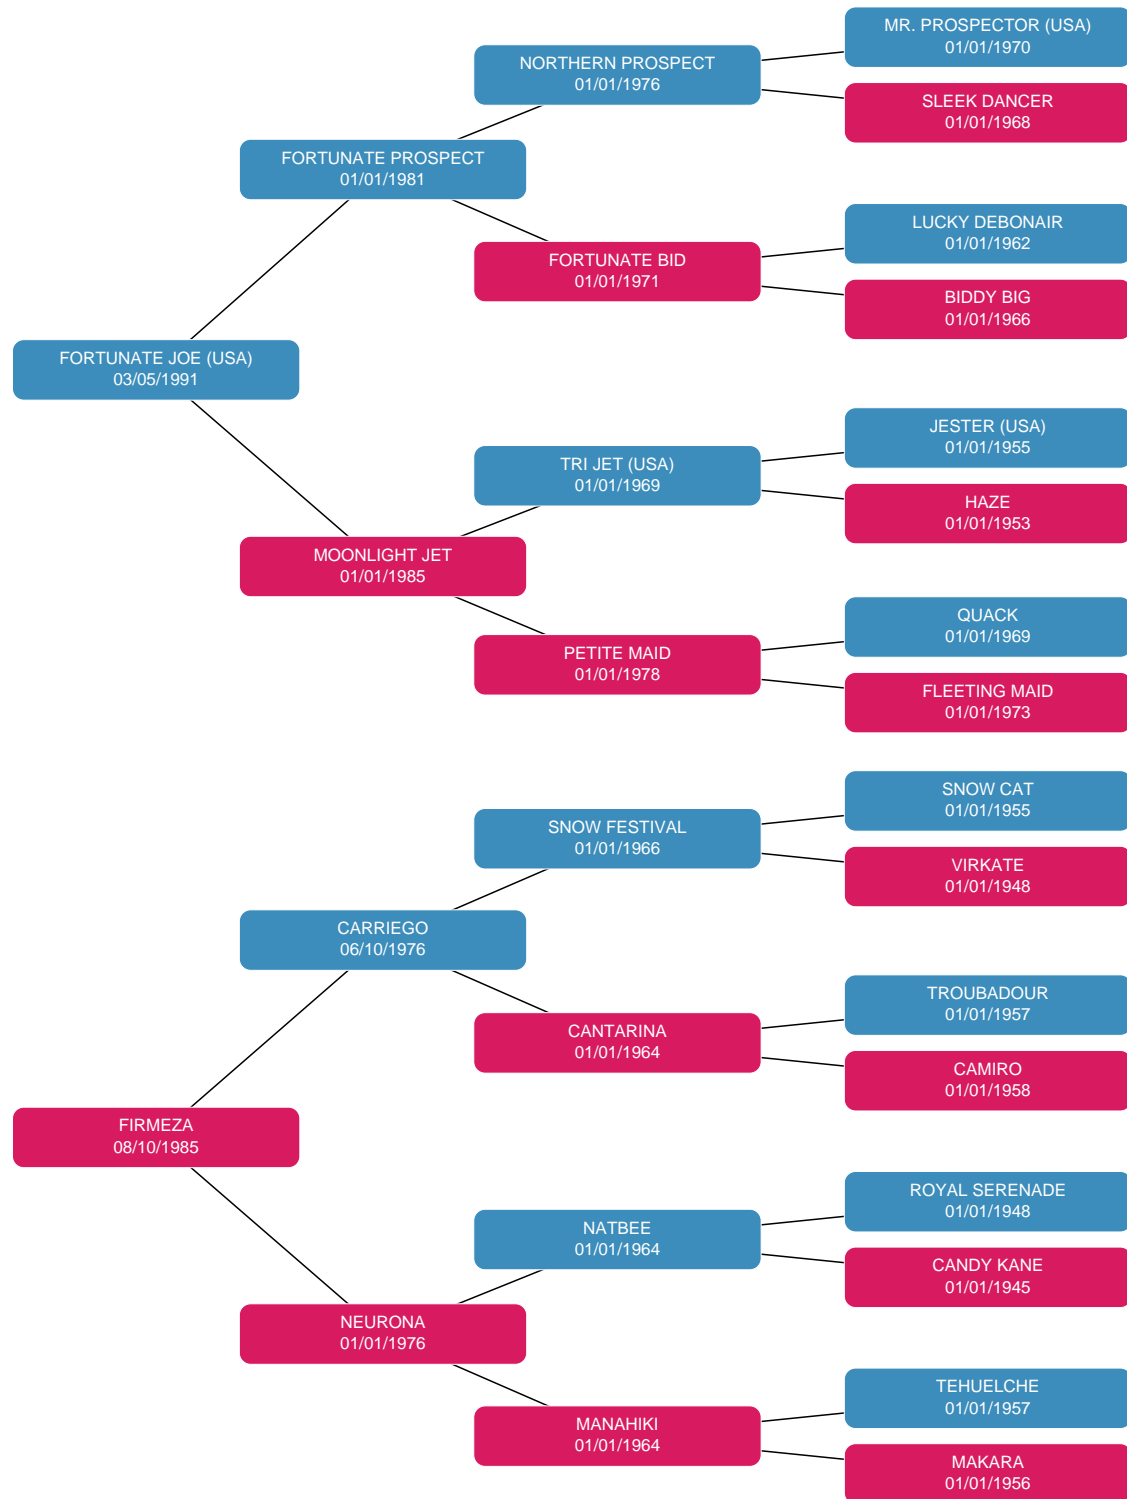 MR. PROSPECTOR (USA)
01/01/1970
NORTHERN PROSPECT
01/01/1976
SLEEK DANCER
01/01/1968
FORTUNATE PROSPECT
01/01/1981
LUCKY DEBONAIR
01/01/1962
FORTUNATE BID
01/01/1971
BIDDY BIG
01/01/1966
FORTUNATE JOE (USA)
03/05/1991
JESTER (USA)
01/01/1955
TRI JET (USA)
01/01/1969
HAZE
01/01/1953
MOONLIGHT JET
01/01/1985
QUACK
01/01/1969
PETITE MAID
01/01/1978
FLEETING MAID
01/01/1973
SNOW CAT
01/01/1955
SNOW FESTIVAL
01/01/1966
VIRKATE
01/01/1948
CARRIEGO
06/10/1976
TROUBADOUR
01/01/1957
CANTARINA
01/01/1964
CAMIRO
01/01/1958
FIRMEZA
08/10/1985
ROYAL SERENADE
01/01/1948
NATBEE
01/01/1964
CANDY KANE
01/01/1945
NEURONA
01/01/1976
TEHUELCHE
01/01/1957
MANAHIKI
01/01/1964
MAKARA
01/01/1956